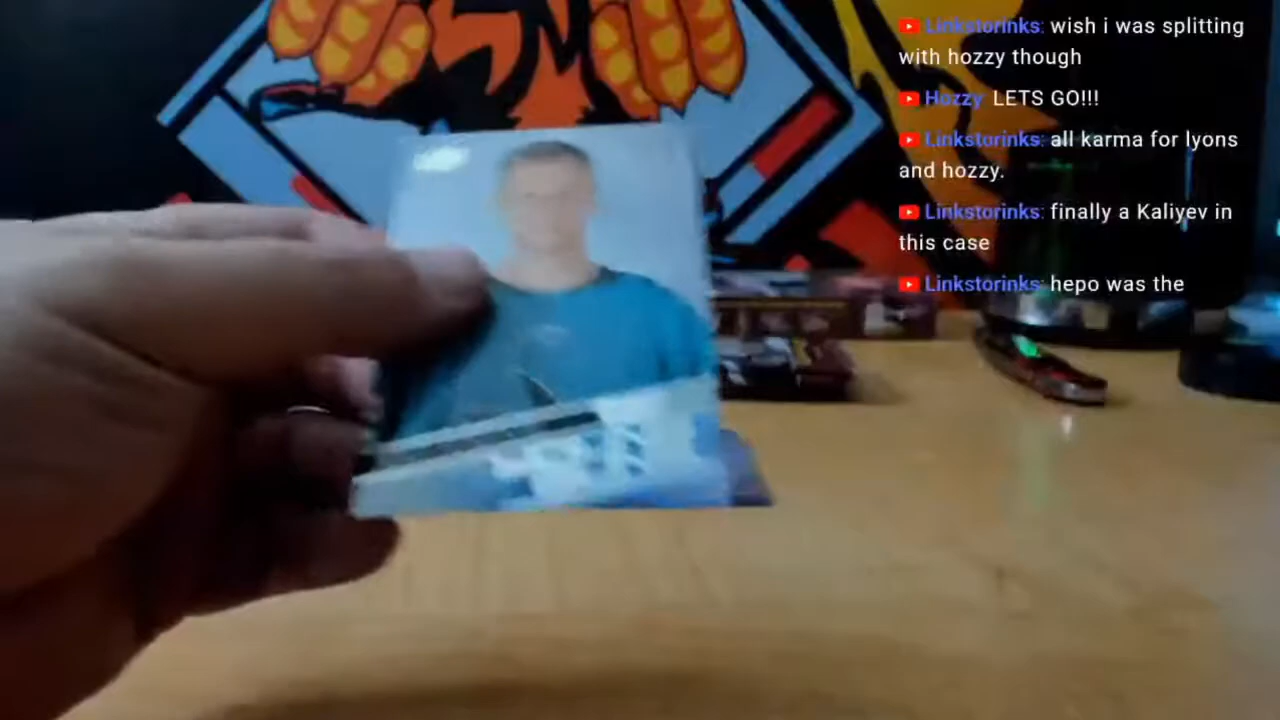 Linkstorinks: wish i was splitting
with hozzy though
Hozzy LETS GO!!!
Linkstorinks: all karma for lyons
and hozzy.
Linkstorinks: finally a Kaliyev in
this case
Linkstorinks: hepo was the